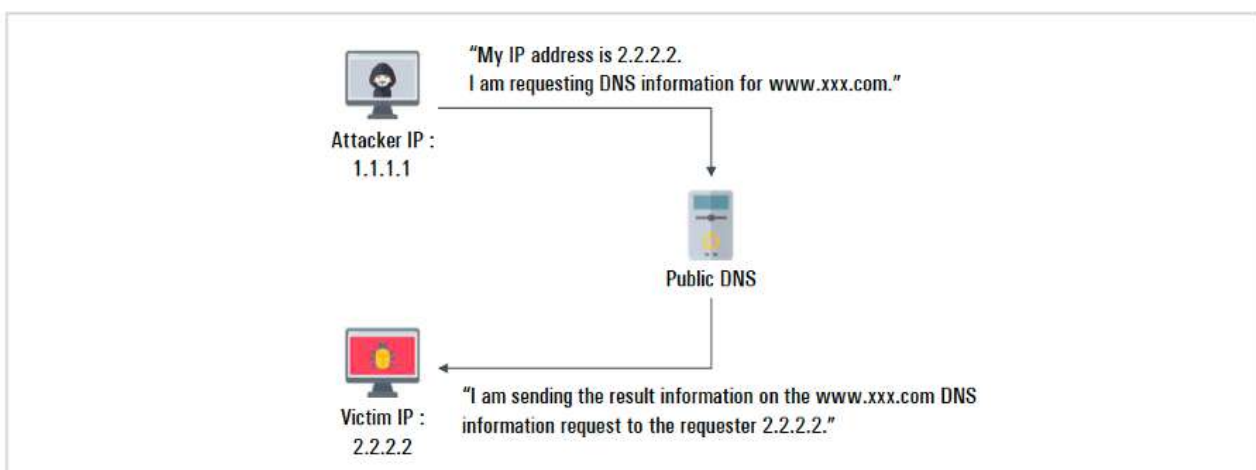 “My IP address is 2.2.2.2.
I am requesting DNS information for www.xxx.com.”
Attacker IP :
1.1.1.1
Public DNS
Victim IP :
2.2.2.2
“I am sending the result information on the www.xxx.com DNS
information request to the requester 2.2.2.2.”